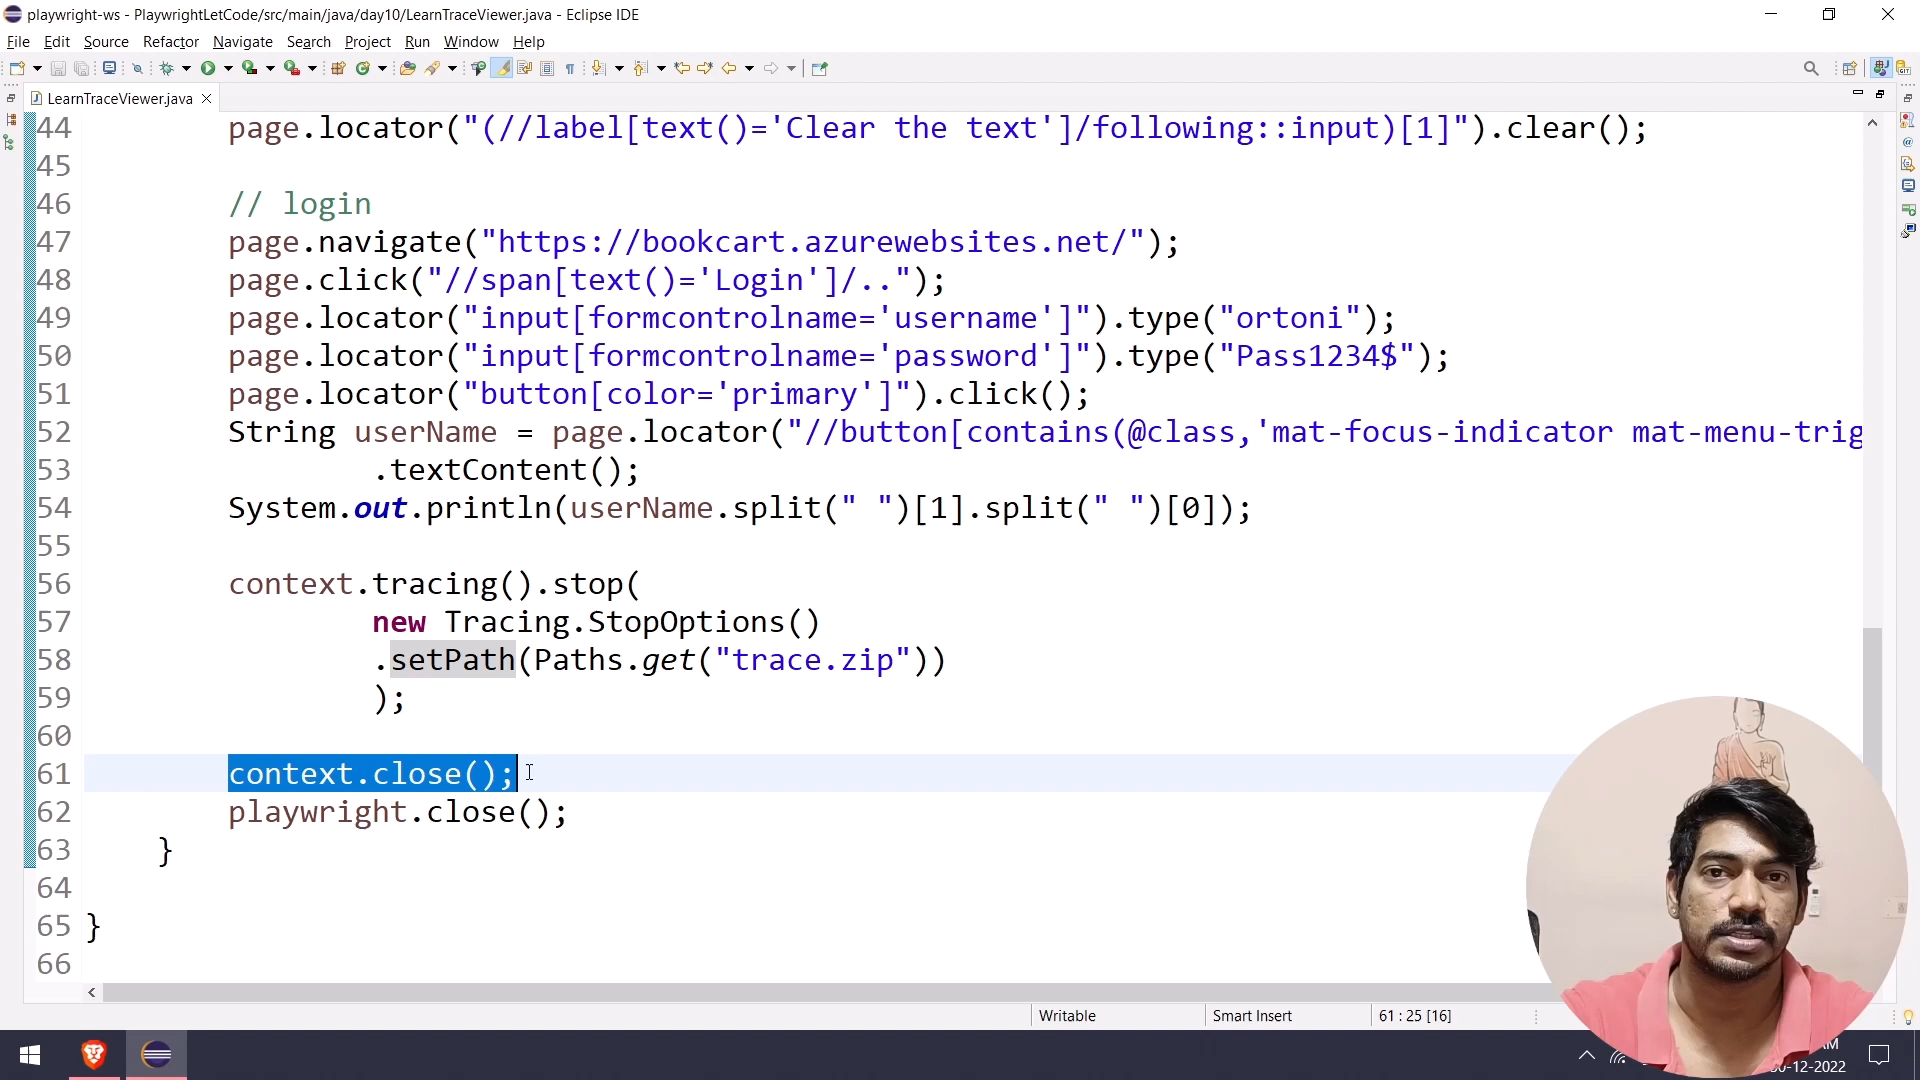 playwright-ws - PlaywrightLetCode/src/main/java/day10/LearnTraceViewer.java - Eclipse IDE
File Edit Source Refactor Navigate Search Project Run Window Help
LearnTraceViewer.java
44 page.locator("(//label[text()='Clear the text']/following::input)[1]").clear();
45
46 // login
47 page.navigate("https://bookcart.azurewebsites.net/");
48 page.click("//span[text()='Login']/..");
49 page.locator("input[formcontrolname='username']").type("ortoni");
50 page.locator("input[formcontrolname='password']").type("Pass1234$");
51 page.locator("button[color='primary']").click();
52 String userName = page.locator("//button[contains(@class,'mat-focus-indicator mat-menu-trig
53 .textContent();
54 System.out.println(userName.split(" ")[1].split(" ")[0]);
55
56 context.tracing().stop(
57 new Tracing.StopOptions()
58 .setPath(Paths.get("trace.zip"))
59 );
60
61 context.close();
62 playwright.close();
63 }
64
65 }
66
Writable Smart Insert 61 : 25 [16]
AM
0-12-2022